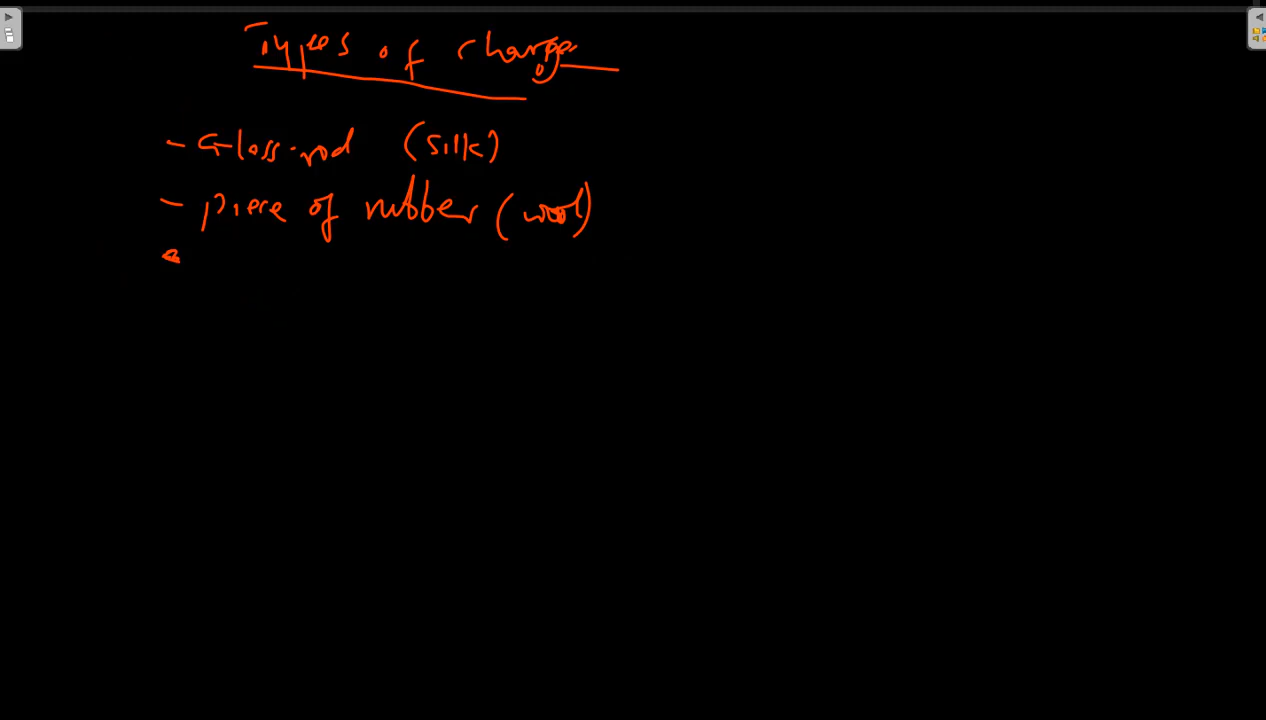 Types of charge
- Glass-rod (silk)
- piece of rubber (wool)